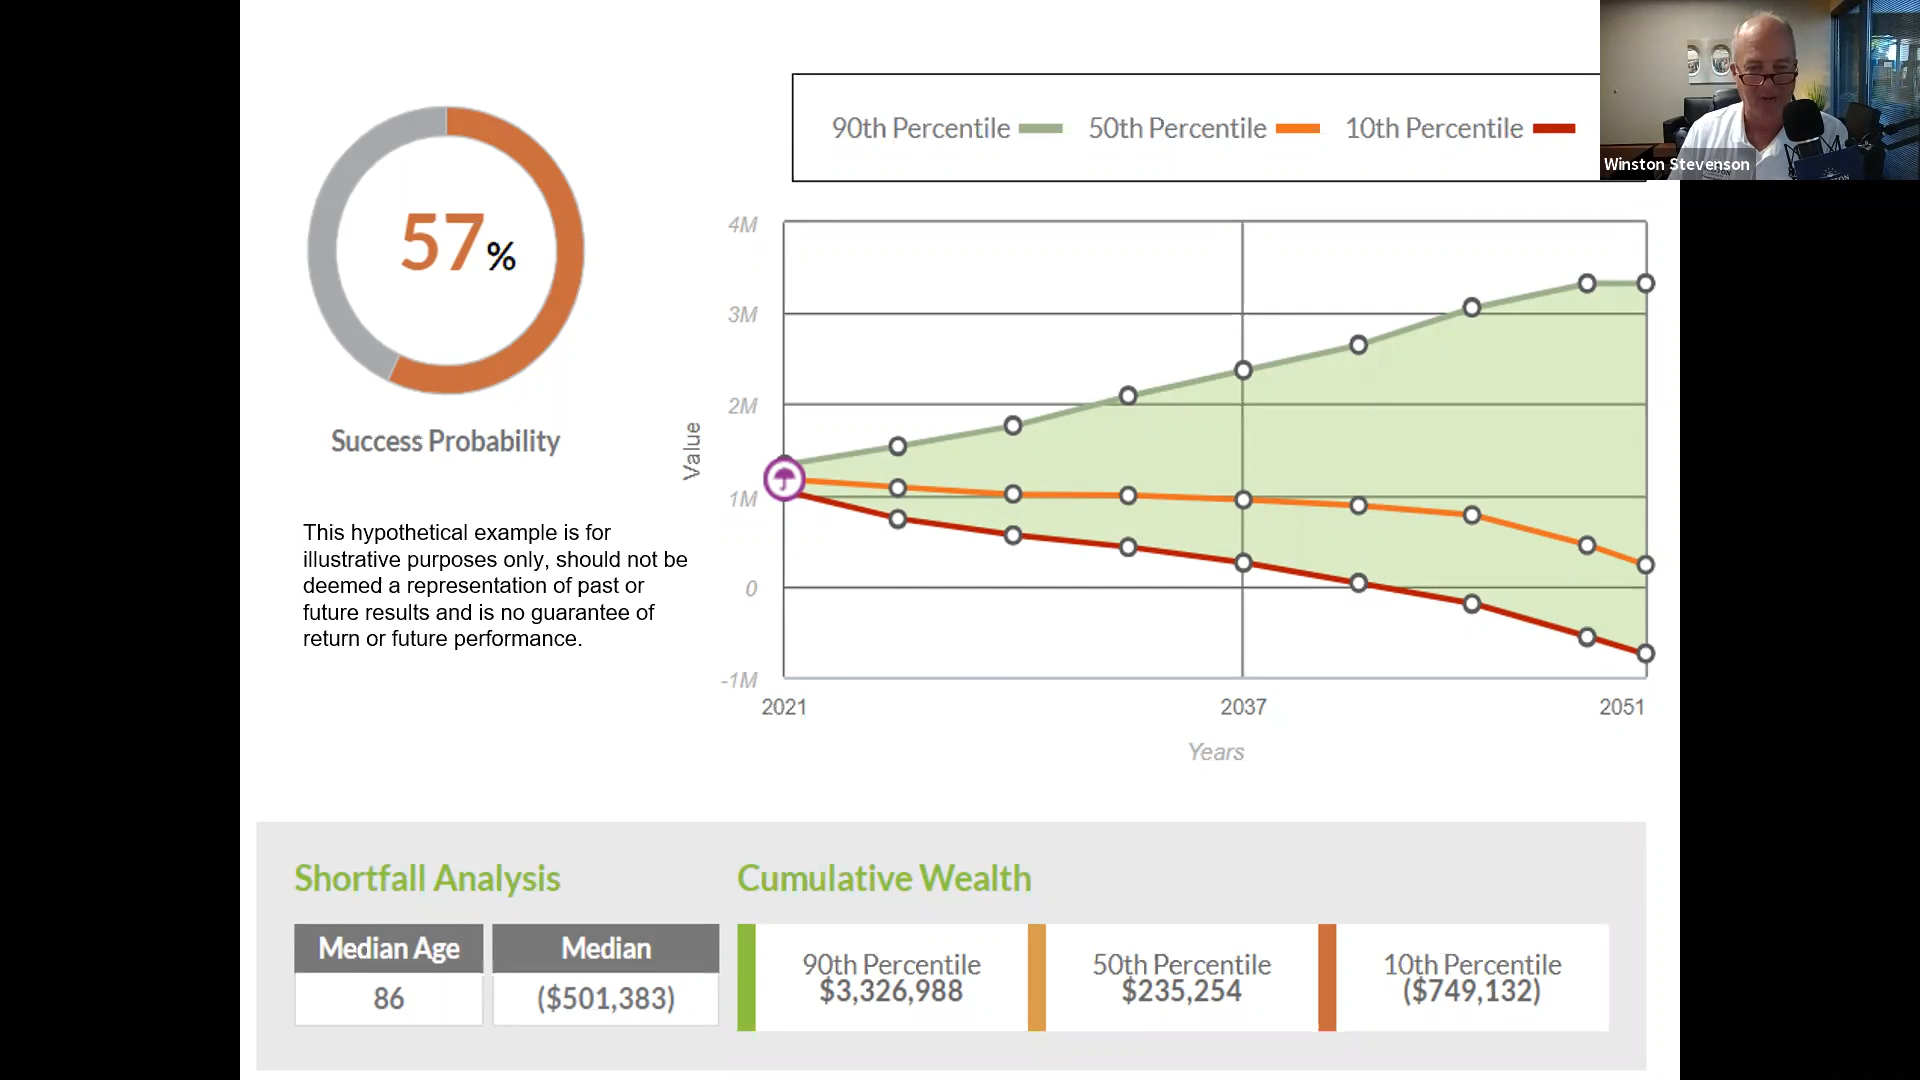 90th Percentile
50th Percentile
10th Percentile
Winston Stevenson
57%
Success Probability
This hypothetical example is for
illustrative purposes only, should not be
deemed a representation of past or
future results and is no guarantee of
return or future performance.
Value
4M
3M
2M
1M
0
-1M
2021
2037
2051
Years
Shortfall Analysis
Median Age
Median
86
($501,383)
Cumulative Wealth
90th Percentile
$3,326,988
50th Percentile
$235,254
10th Percentile
($749,132)